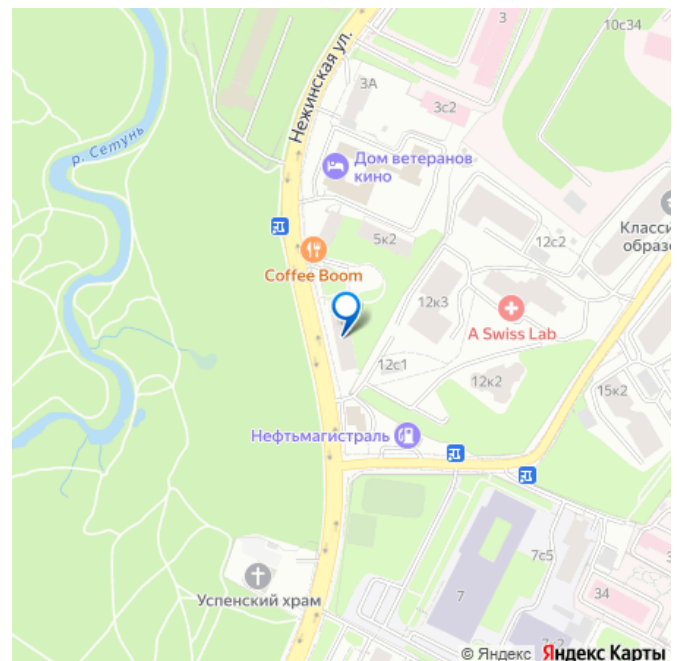 3
10с34
Нежинская ул.
3А
3с2
р. Сетунь
Дом ветеранов
кино
5к2
12с2
Класси
образо
Coffee Boom
12к3
A Swiss Lab
12с1
12к2
15к2
Нефтьмагистраль
7с5
7
34
Успенский храм
© Яндекс Яндекс Карты